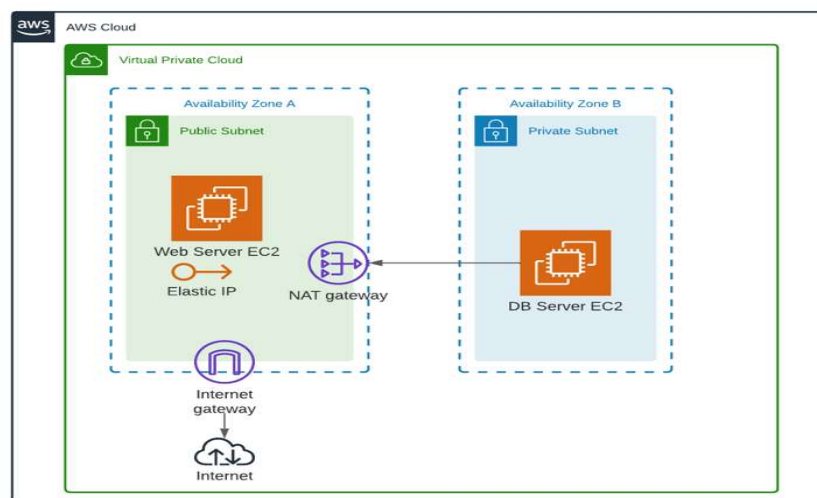 aws
AWS Cloud
Virtual Private Cloud
Availability Zone A
Public Subnet
Web Server EC2
Elastic IP
NAT gateway
Internet
gateway
Internet
Availability Zone B
Private Subnet
DB Server EC2